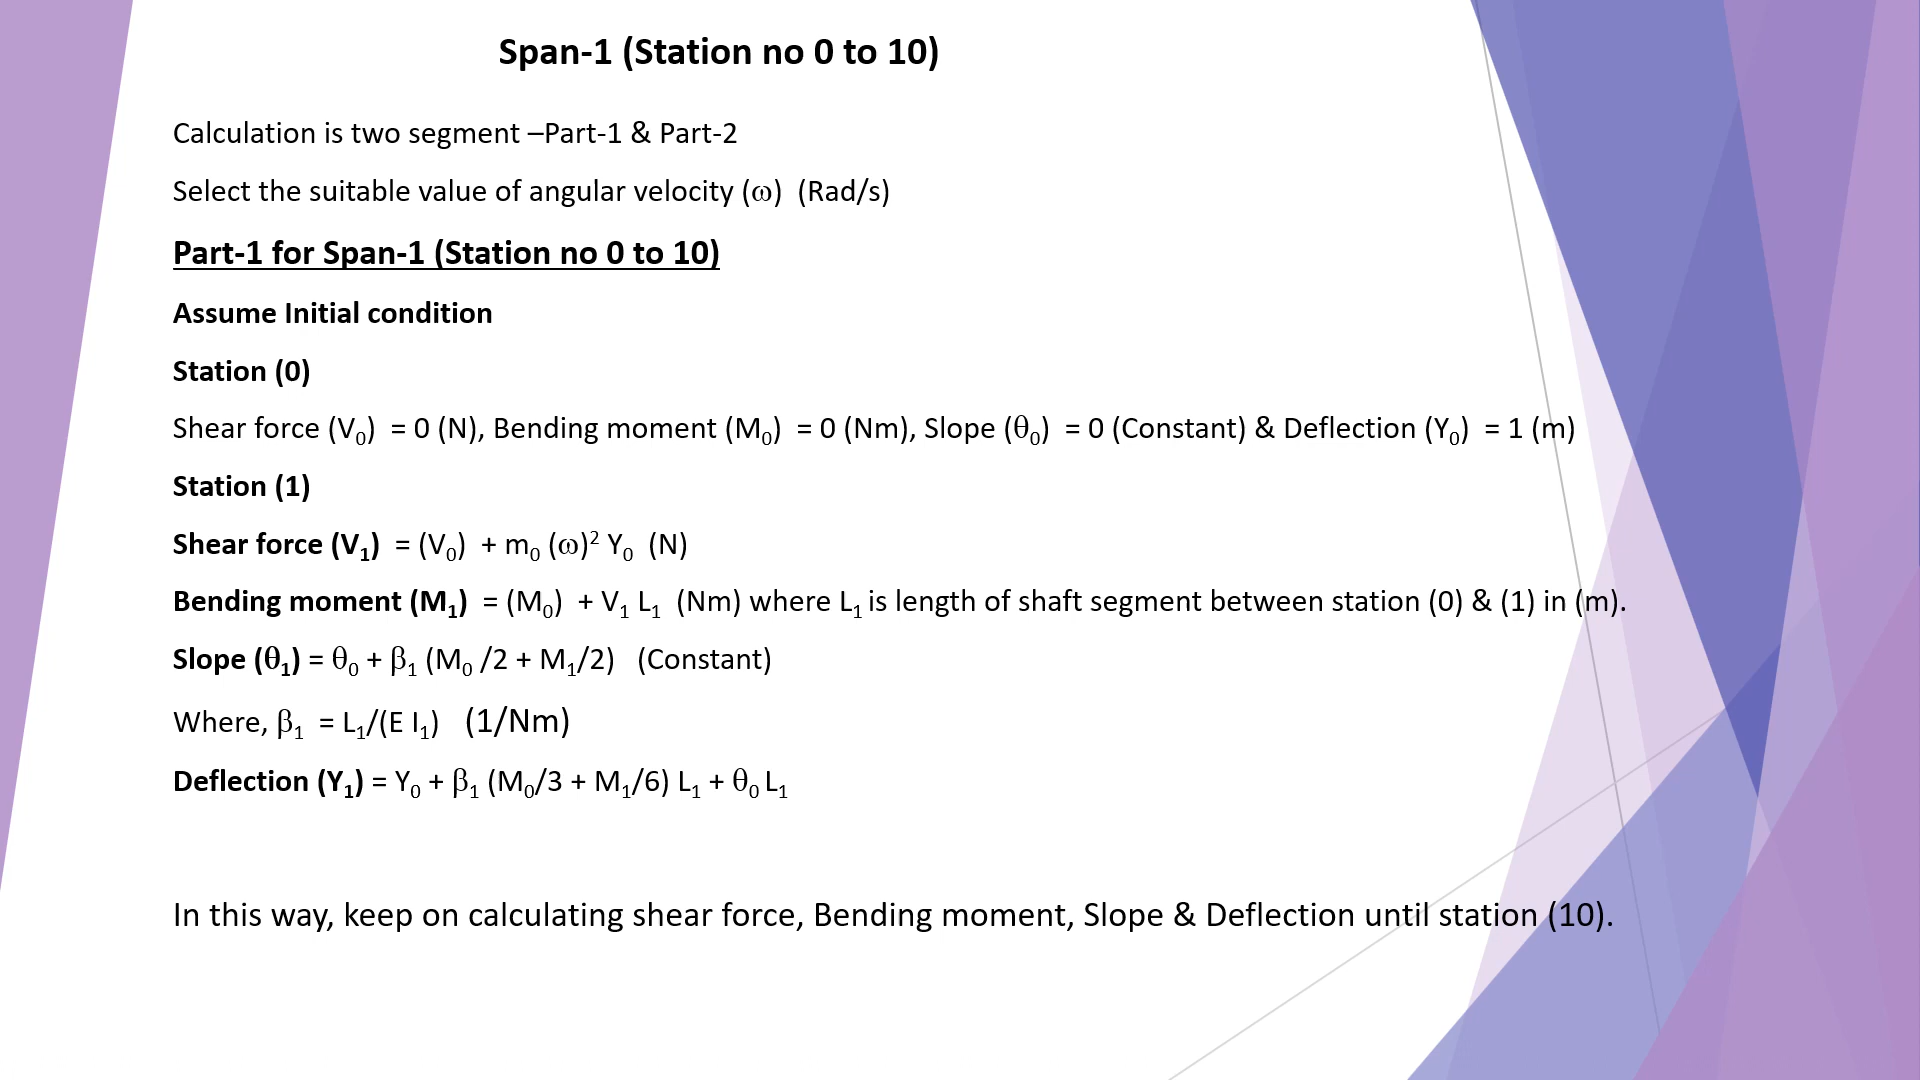 Span-1 (Station no 0 to 10)
Calculation is two segment –Part-1 & Part-2
Select the suitable value of angular velocity (ω) (Rad/s)
Part-1 for Span-1 (Station no 0 to 10)
Assume Initial condition
Station (0)
Shear force (V₀) = 0 (N), Bending moment (M₀) = 0 (Nm), Slope (θ₀) = 0 (Constant) & Deflection (Y₀) = 1 (m)
Station (1)
Shear force (V₁) = (V₀) + m₀ (ω)² Y₀ (N)
Bending moment (M₁) = (M₀) + V₁ L₁ (Nm) where L₁ is length of shaft segment between station (0) & (1) in (m).
Slope (θ₁) = θ₀ + β₁ (M₀ /2 + M₁/2) (Constant)
Where, β₁ = L₁/(E I₁) (1/Nm)
Deflection (Y₁) = Y₀ + β₁ (M₀/3 + M₁/6) L₁ + θ₀ L₁
In this way, keep on calculating shear force, Bending moment, Slope & Deflection until station (10).